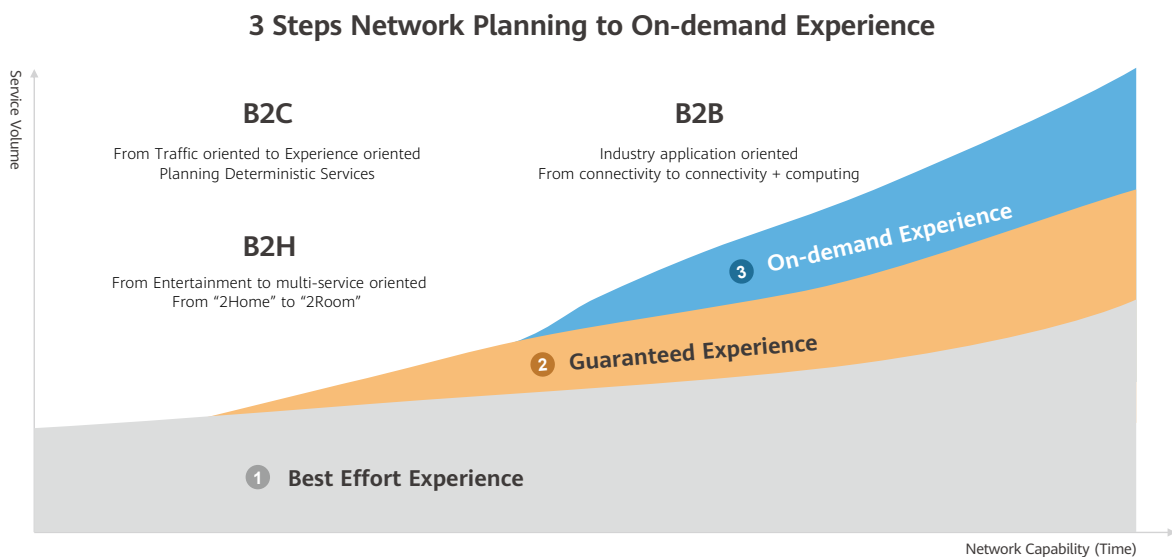 3 Steps Network Planning to On-demand Experience
Service Volume
B2C
From Traffic oriented to Experience oriented
Planning Deterministic Services
B2B
Industry application oriented
From connectivity to connectivity + computing
B2H
From Entertainment to multi-service oriented
From “2Home” to “2Room”
3 On-demand Experience
2 Guaranteed Experience
1 Best Effort Experience
Network Capability (Time)